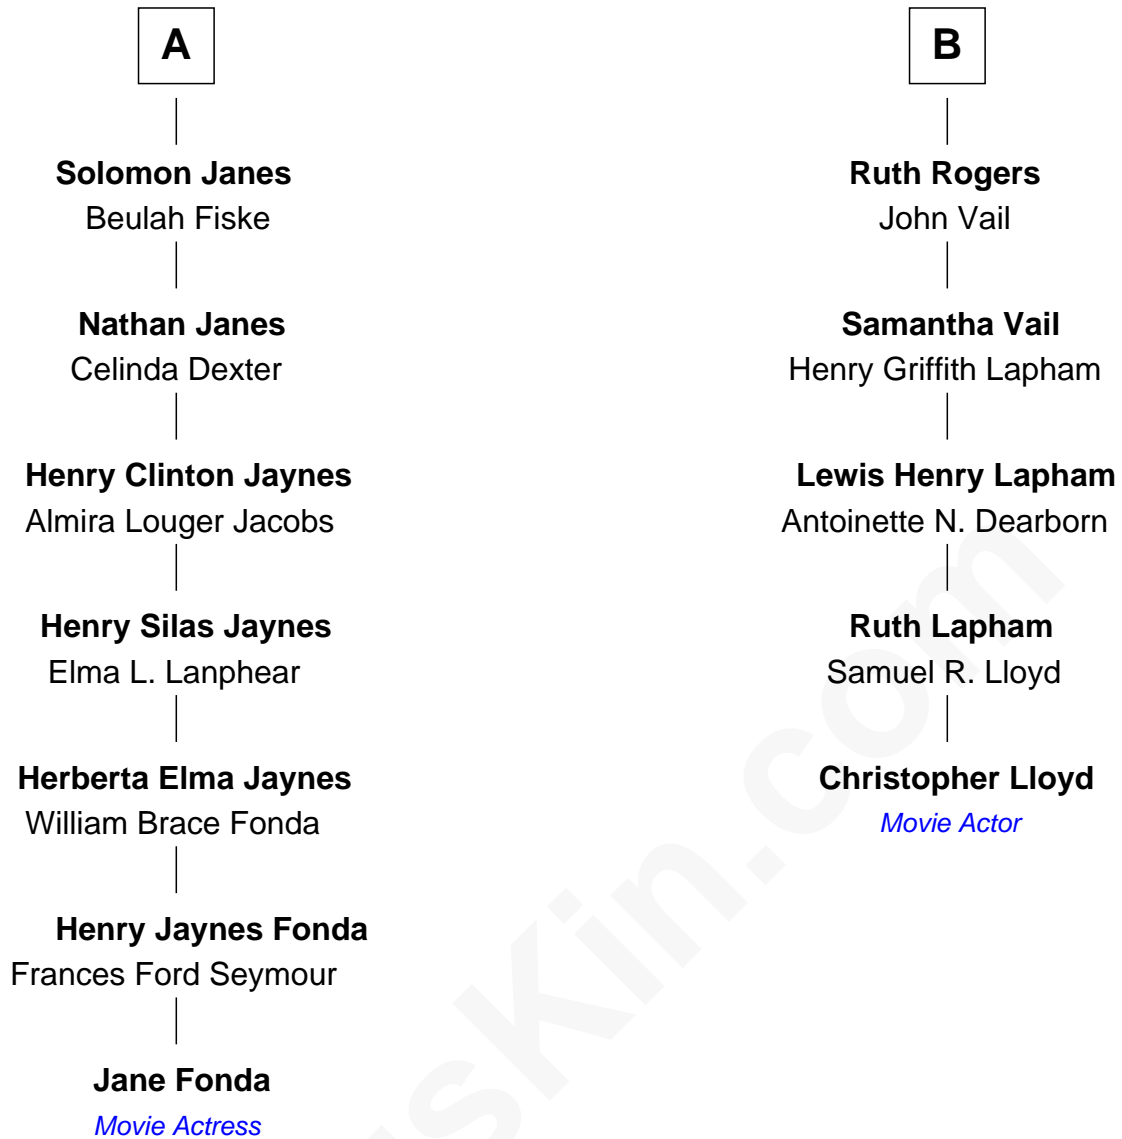 A
Solomon Janes
Beulah Fiske
Nathan Janes
Celinda Dexter
Henry Clinton Jaynes
Almira Louger Jacobs
Henry Silas Jaynes
Elma L. Lanphear
Herberta Elma Jaynes
William Brace Fonda
Henry Jaynes Fonda
Frances Ford Seymour
Jane Fonda
Movie Actress
B
Ruth Rogers
John Vail
Samantha Vail
Henry Griffith Lapham
Lewis Henry Lapham
Antoinette N. Dearborn
Ruth Lapham
Samuel R. Lloyd
Christopher Lloyd
Movie Actor